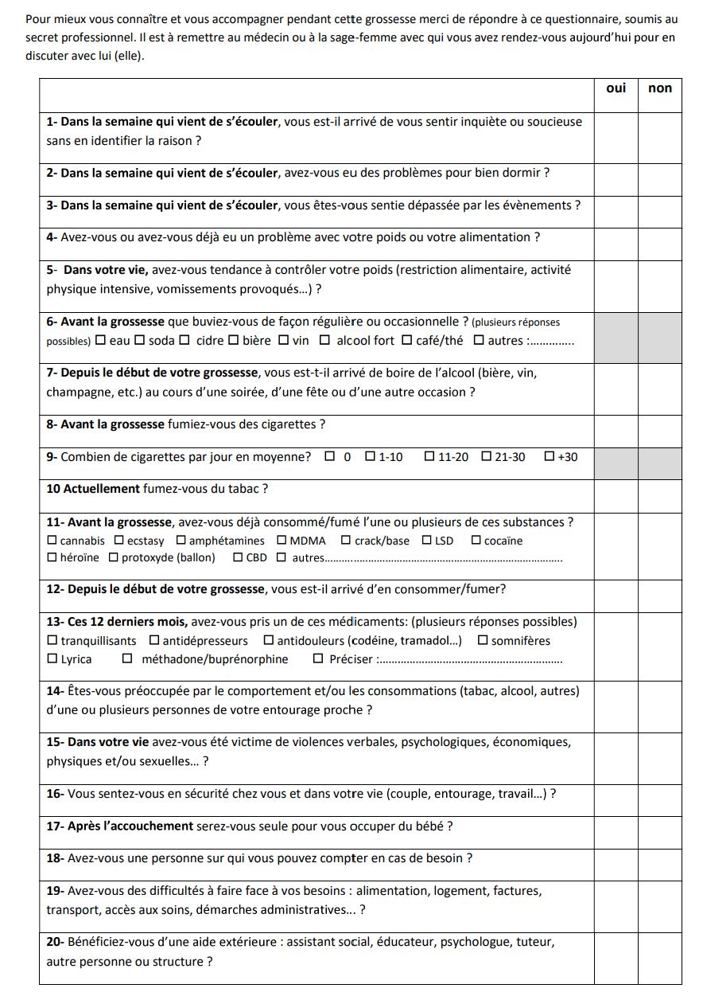 Pour mieux vous connaître et vous accompagner pendant cette grossesse merci de répondre à ce questionnaire, soumis au
secret professionnel. Il est à remettre au médecin ou à la sage-femme avec qui vous avez rendez-vous aujourd’hui pour en
discuter avec lui (elle).
oui non
1- Dans la semaine qui vient de s’écouler, vous est-il arrivé de vous sentir inquiète ou soucieuse
sans en identifier la raison ?
2- Dans la semaine qui vient de s’écouler, avez-vous eu des problèmes pour bien dormir ?
3- Dans la semaine qui vient de s’écouler, vous êtes-vous sentie dépassée par les évènements ?
4- Avez-vous ou avez-vous déjà eu un problème avec votre poids ou votre alimentation ?
5- Dans votre vie, avez-vous tendance à contrôler votre poids (restriction alimentaire, activité
physique intensive, vomissements provoqués…) ?
6- Avant la grossesse que buviez-vous de façon régulière ou occasionnelle ? (plusieurs réponses
possibles) ☐ eau ☐ soda ☐ cidre ☐ bière ☐ vin ☐ alcool fort ☐ café/thé ☐ autres :…………..
7- Depuis le début de votre grossesse, vous est-t-il arrivé de boire de l’alcool (bière, vin,
champagne, etc.) au cours d’une soirée, d’une fête ou d’une autre occasion ?
8- Avant la grossesse fumiez-vous des cigarettes ?
9- Combien de cigarettes par jour en moyenne? ☐ 0 ☐ 1-10 ☐ 11-20 ☐ 21-30 ☐ +30
10 Actuellement fumez-vous du tabac ?
11- Avant la grossesse, avez-vous déjà consommé/fumé l’une ou plusieurs de ces substances ?
☐ cannabis ☐ ecstasy ☐ amphétamines ☐ MDMA ☐ crack/base ☐ LSD ☐ cocaïne
☐ héroïne ☐ protoxyde (ballon) ☐ CBD ☐ autres…………………………………………………………………..
12- Depuis le début de votre grossesse, vous est-il arrivé d’en consommer/fumer?
13- Ces 12 derniers mois, avez-vous pris un de ces médicaments: (plusieurs réponses possibles)
☐ tranquillisants ☐ antidépresseurs ☐ antidouleurs (codéine, tramadol…) ☐ somnifères
☐ Lyrica ☐ méthadone/buprénorphine ☐ Préciser :…………………………………………………
14- Êtes-vous préoccupée par le comportement et/ou les consommations (tabac, alcool, autres)
d’une ou plusieurs personnes de votre entourage proche ?
15- Dans votre vie avez-vous été victime de violences verbales, psychologiques, économiques,
physiques et/ou sexuelles… ?
16- Vous sentez-vous en sécurité chez vous et dans votre vie (couple, entourage, travail…) ?
17- Après l’accouchement serez-vous seule pour vous occuper du bébé ?
18- Avez-vous une personne sur qui vous pouvez compter en cas de besoin ?
19- Avez-vous des difficultés à faire face à vos besoins : alimentation, logement, factures,
transport, accès aux soins, démarches administratives… ?
20- Bénéficiez-vous d’une aide extérieure : assistant social, éducateur, psychologue, tuteur,
autre personne ou structure ?